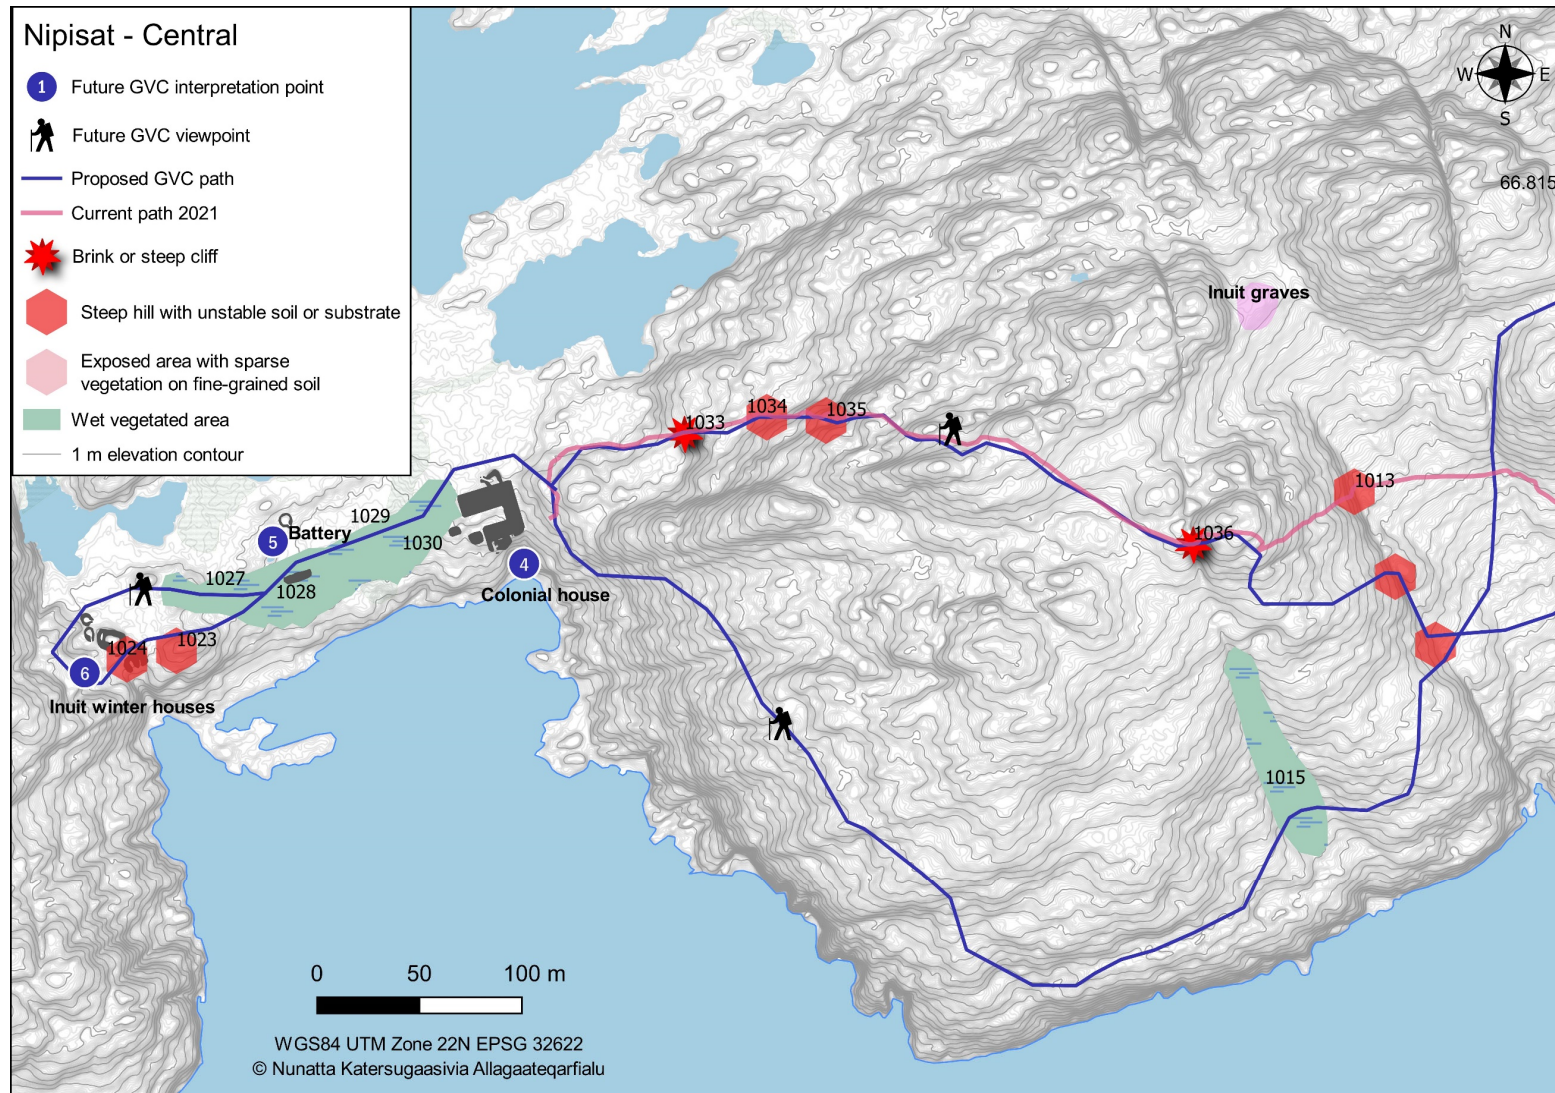 Nipisat - Central
1 Future GVC interpretation point
Future GVC viewpoint
Proposed GVC path
Current path 2021
Brink or steep cliff
Steep hill with unstable soil or substrate
Exposed area with sparse
vegetation on fine-grained soil
Wet vegetated area
1 m elevation contour
N
W E
S
66.815
Inuit graves
1033
1034
1035
1013
1036
1029
5 Battery
1030
4
Colonial house
1027
1028
1023
1024
6
Inuit winter houses
1015
0 50 100 m
WGS84 UTM Zone 22N EPSG 32622
© Nunatta Katersugaasivia Allagaateqarfialu